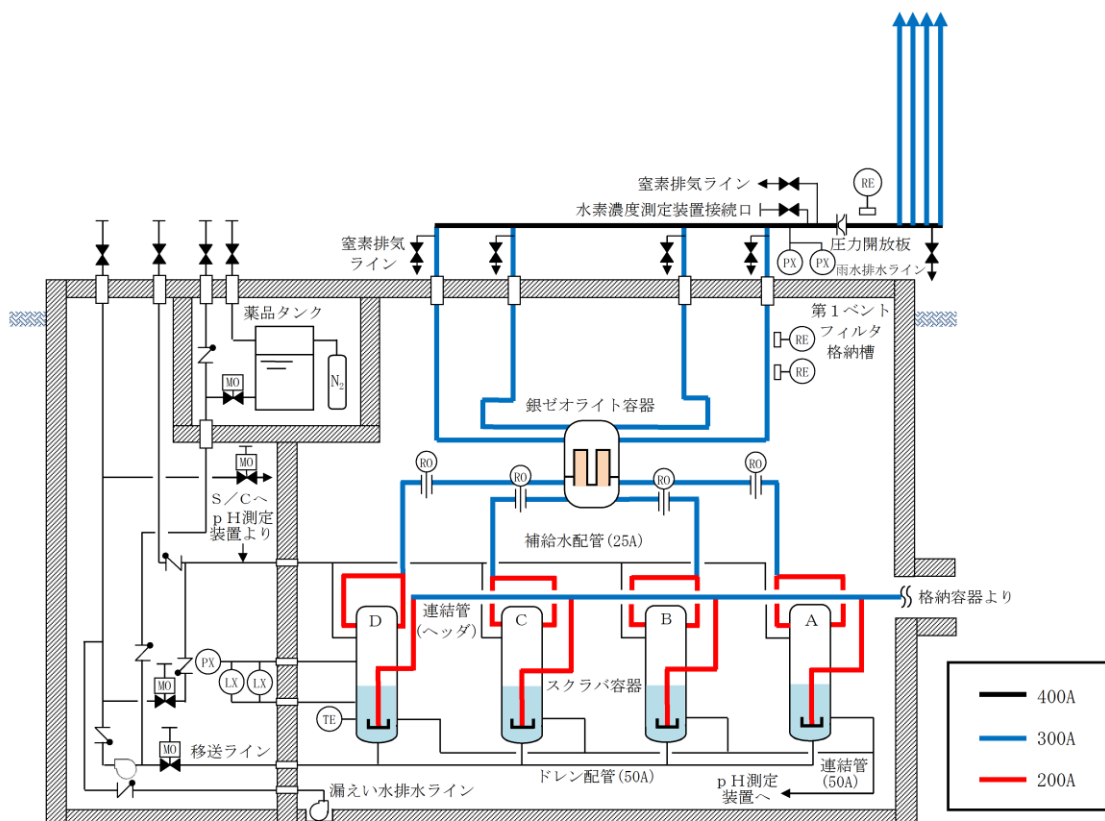 窒素排気ライン
RE
水素濃度測定装置接続口
窒素排気
ライン
圧力開放板
PX
PX
雨水排水ライン
薬品タンク
第1ベント
フィルタ
格納槽
RE
RE
MO
N₂
銀ゼオライト容器
MO
RO
RO
RO
RO
S/Cへ
pH測定
装置より
補給水配管(25A)
格納容器より
連結管
(ヘッダ)
D
C
B
A
PX
LX
LX
MO
スクラバ容器
TE
MO
移送ライン
ドレン配管(50A)
連結管
(50A)
pH測定
装置へ
漏えい水排水ライン
400A
300A
200A